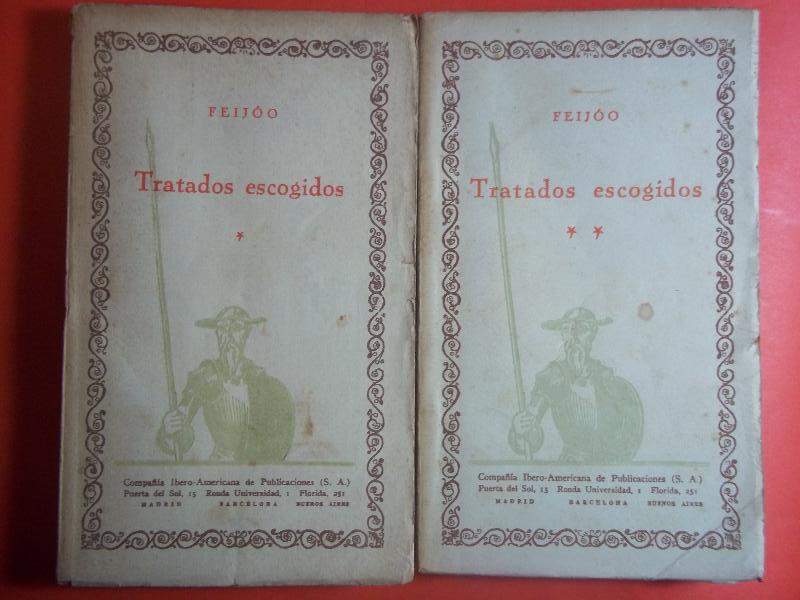 FEIJÓO
Tratados escogidos
*
Compañía Ibero-Americana de Publicaciones (S. A.)
Puerta del Sol, 15 Ronda Universidad, 1 Florida, 251
MADRID BARCELONA BUENOS AIRES
FEIJÓO
Tratados escogidos
* *
Compañía Ibero-Americana de Publicaciones (S. A.)
Puerta del Sol, 15 Ronda Universidad, 1 Florida, 251
MADRID BARCELONA BUENOS AIRES